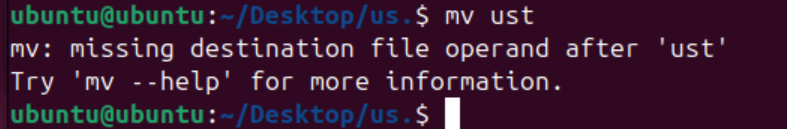 ubuntu@ubuntu:~/Desktop/us.$ mv ust
mv: missing destination file operand after 'ust'
Try 'mv --help' for more information.
ubuntu@ubuntu:~/Desktop/us.$